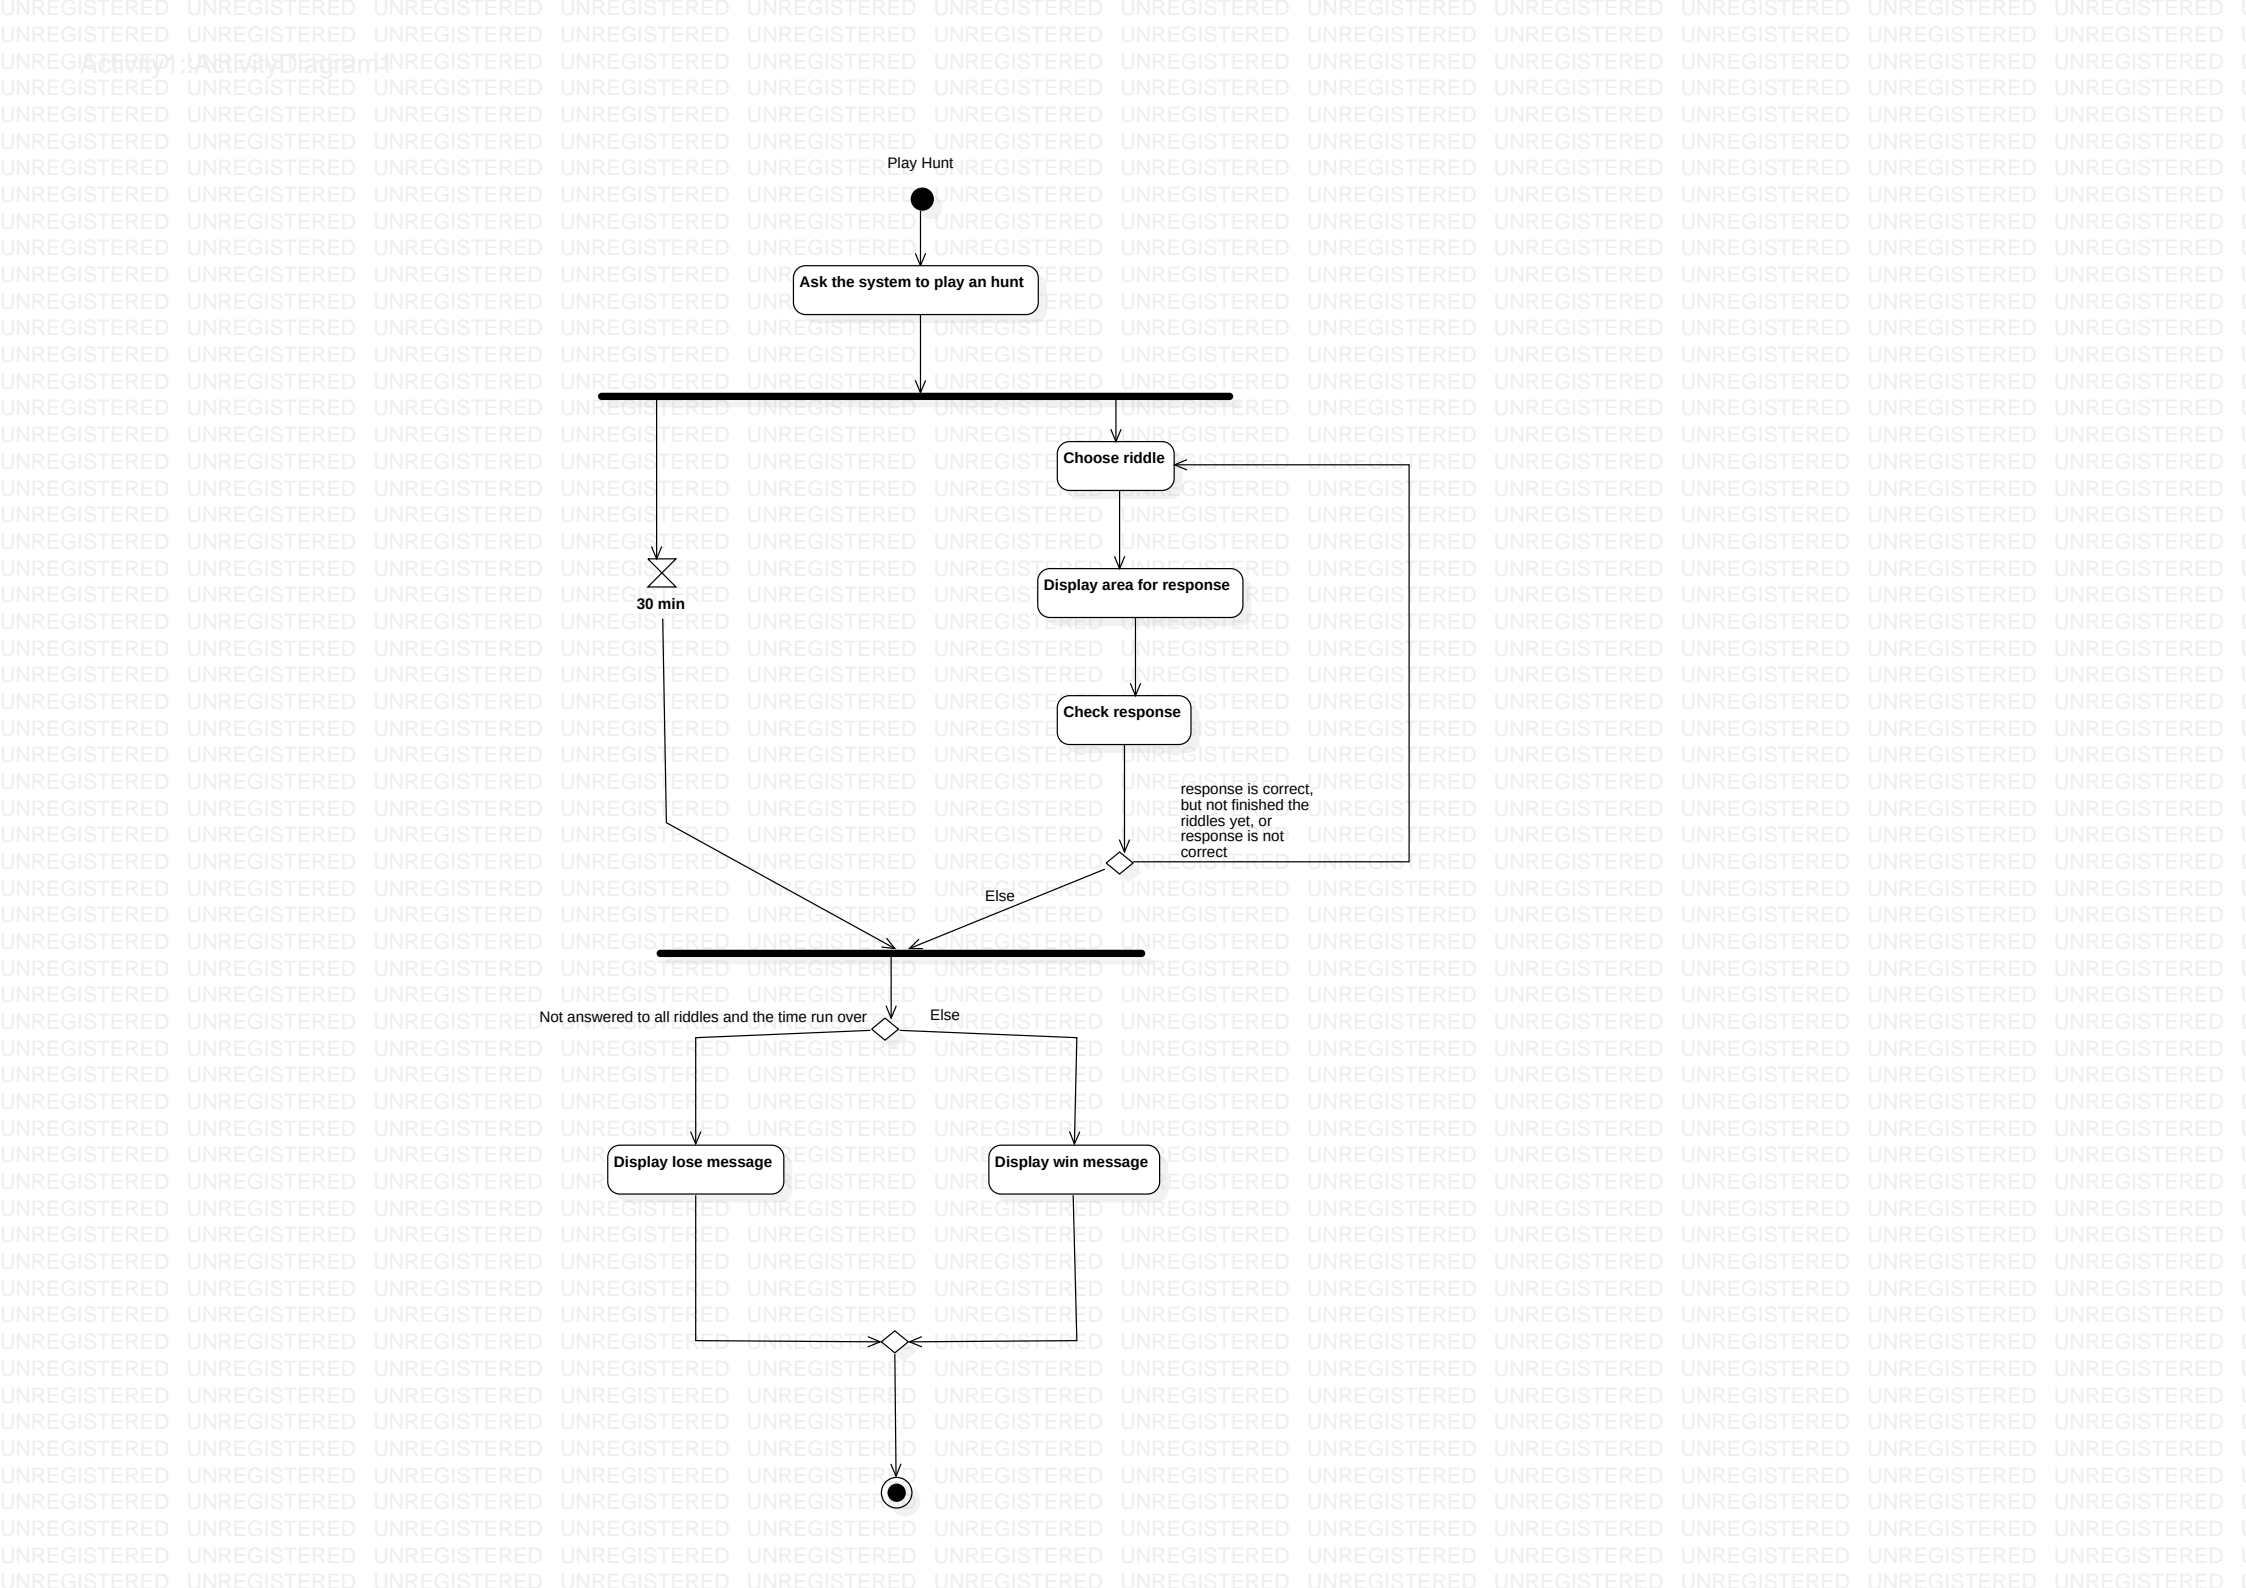 Activity1::ActivityDiagram1
UNREGISTERED
Play Hunt
Ask the system to play an hunt
Choose riddle
Display area for response
30 min
Check response
response is correct,
but not finished the
riddles yet, or
response is not
correct
Else
Not answered to all riddles and the time run over
Else
Display lose message
Display win message